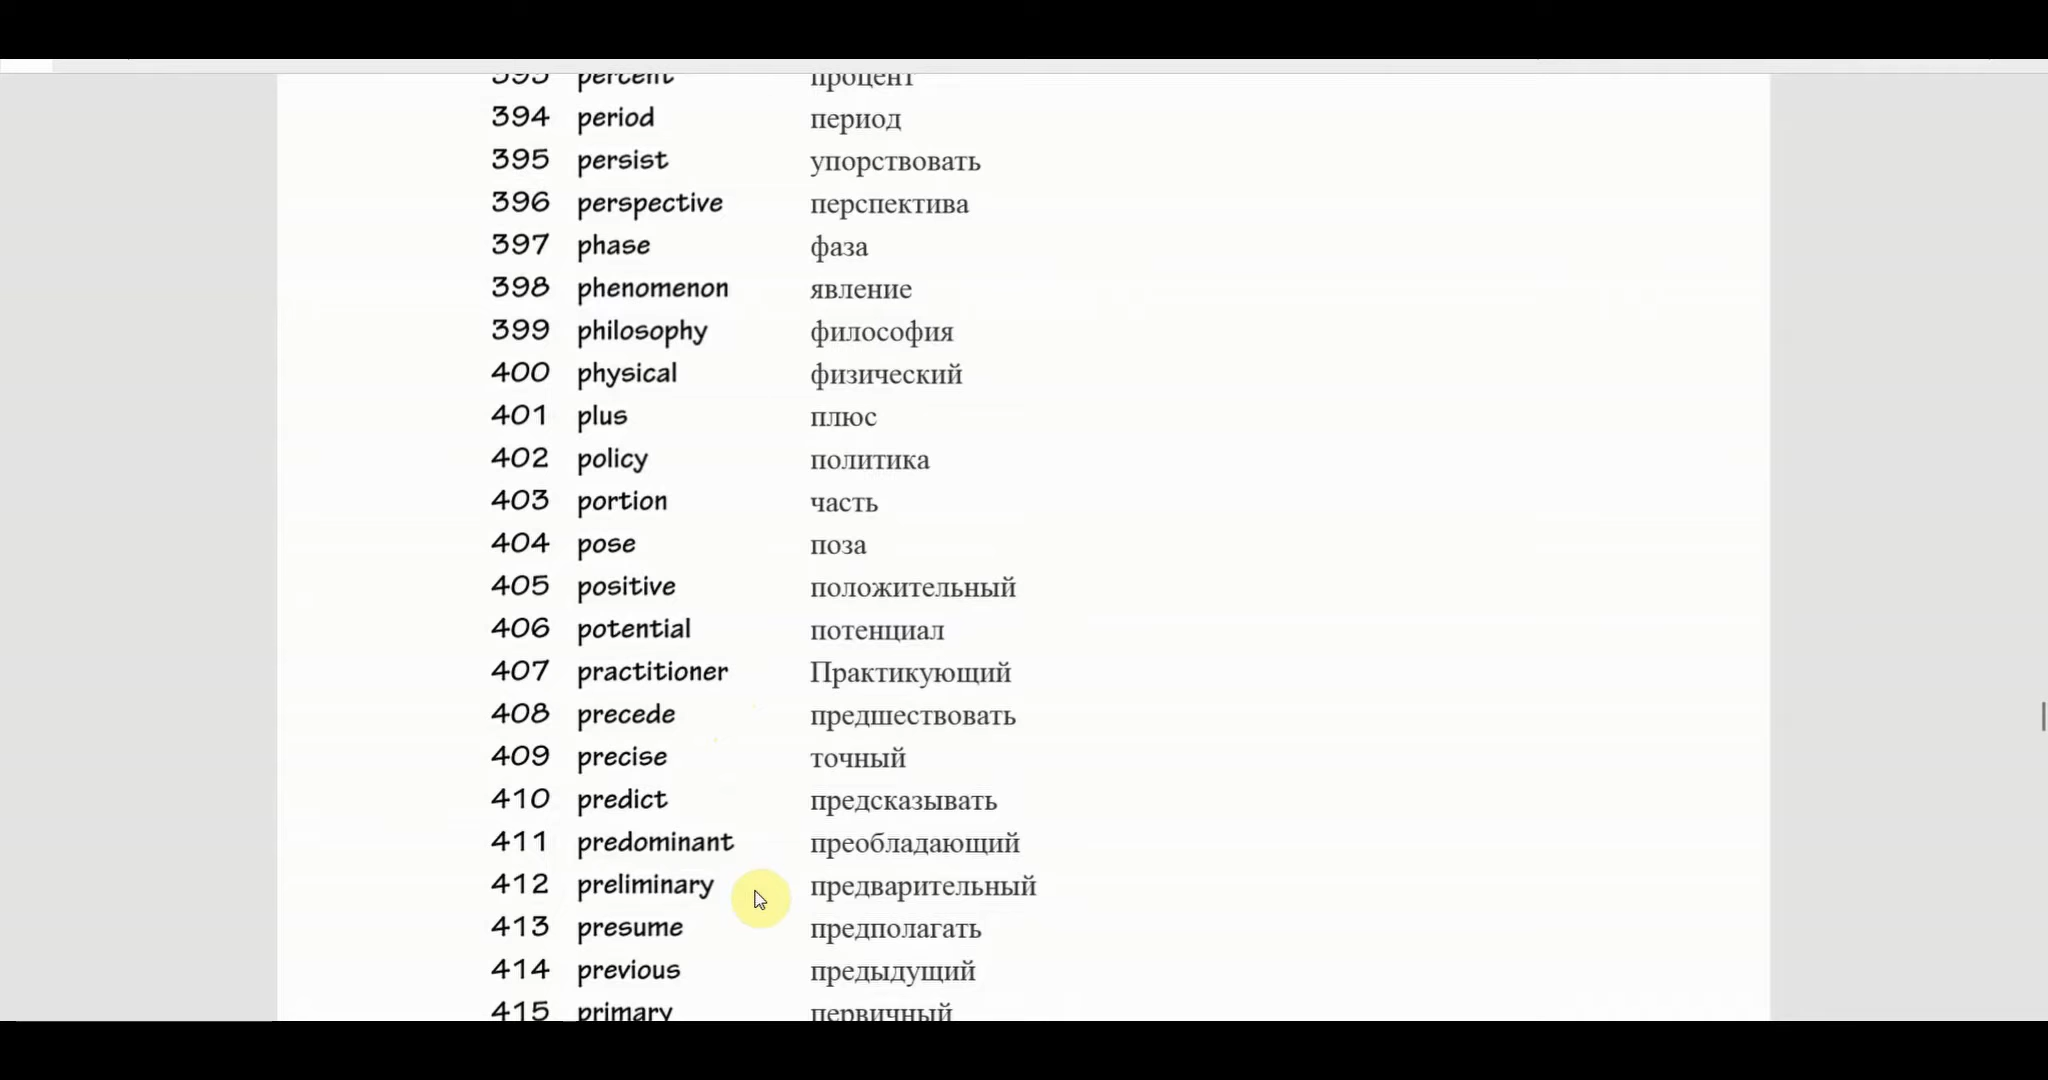 393 percent процент
394 period период
395 persist упорствовать
396 perspective перспектива
397 phase фаза
398 phenomenon явление
399 philosophy философия
400 physical физический
401 plus плюс
402 policy политика
403 portion часть
404 pose поза
405 positive положительный
406 potential потенциал
407 practitioner Практикующий
408 precede предшествовать
409 precise точный
410 predict предсказывать
411 predominant преобладающий
412 preliminary предварительный
413 presume предполагать
414 previous предыдущий
415 primary первичный